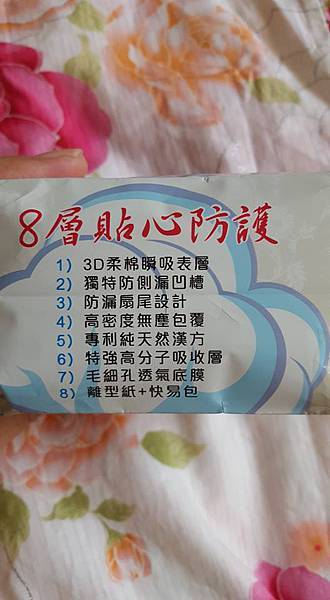 8層貼心防護
1) 3D柔棉瞬吸表層
2) 獨特防側漏凹槽
3) 防漏扇尾設計
4) 高密度無塵包覆
5) 專利純天然漢方
6) 特強高分子吸收層
7) 毛細孔透氣底膜
8) 離型紙+快易包